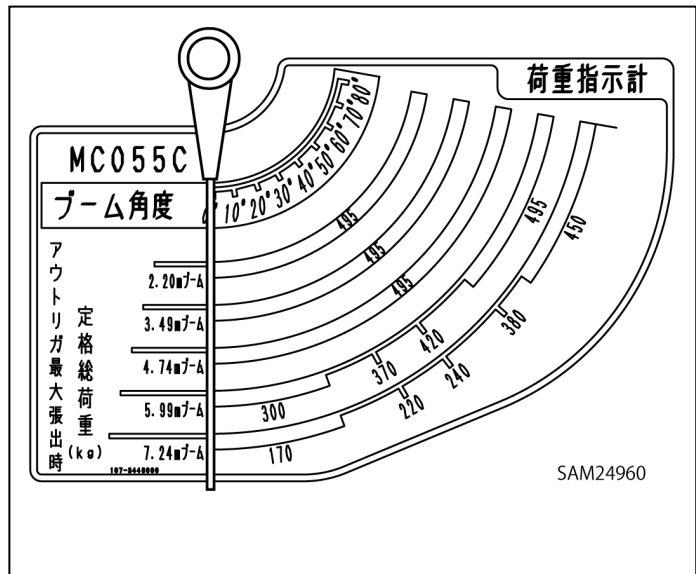 荷重指示計
MC055C
ブーム角度
0° 10° 20° 30° 40° 50° 60° 70° 80°
アウトリガ最大張出時
定格総荷重
(kg)
2.20mブーム
495
3.49mブーム
495
4.74mブーム
495
5.99mブーム
300 370 420 495
7.24mブーム
170 220 240 380 450
SAM24960